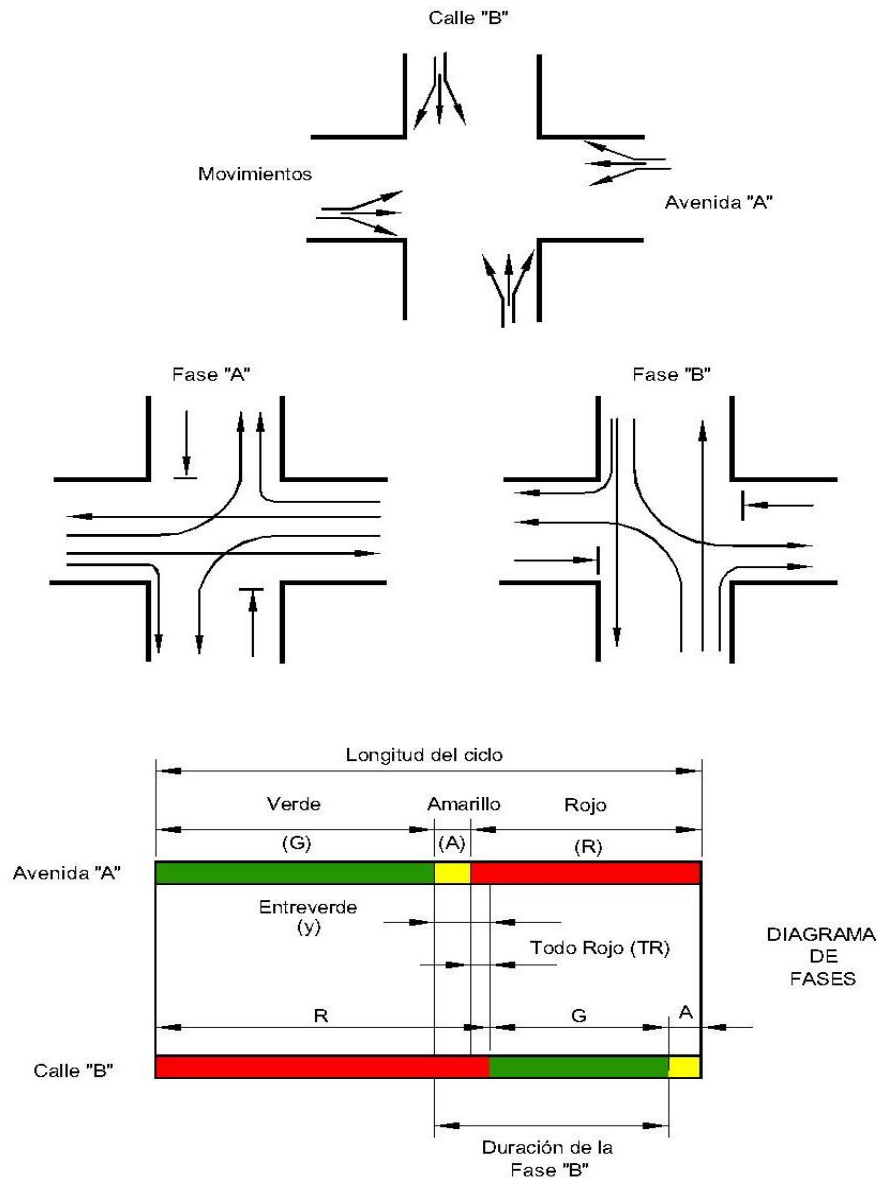 Calle "B"
Movimientos
Avenida "A"
Fase "A"
Fase "B"
Longitud del ciclo
Verde
Amarillo
Rojo
(G)
(A)
(R)
Avenida "A"
Entreverde
(y)
Todo Rojo (TR)
DIAGRAMA
DE
FASES
R
G
A
Calle "B"
Duración de la
Fase "B"